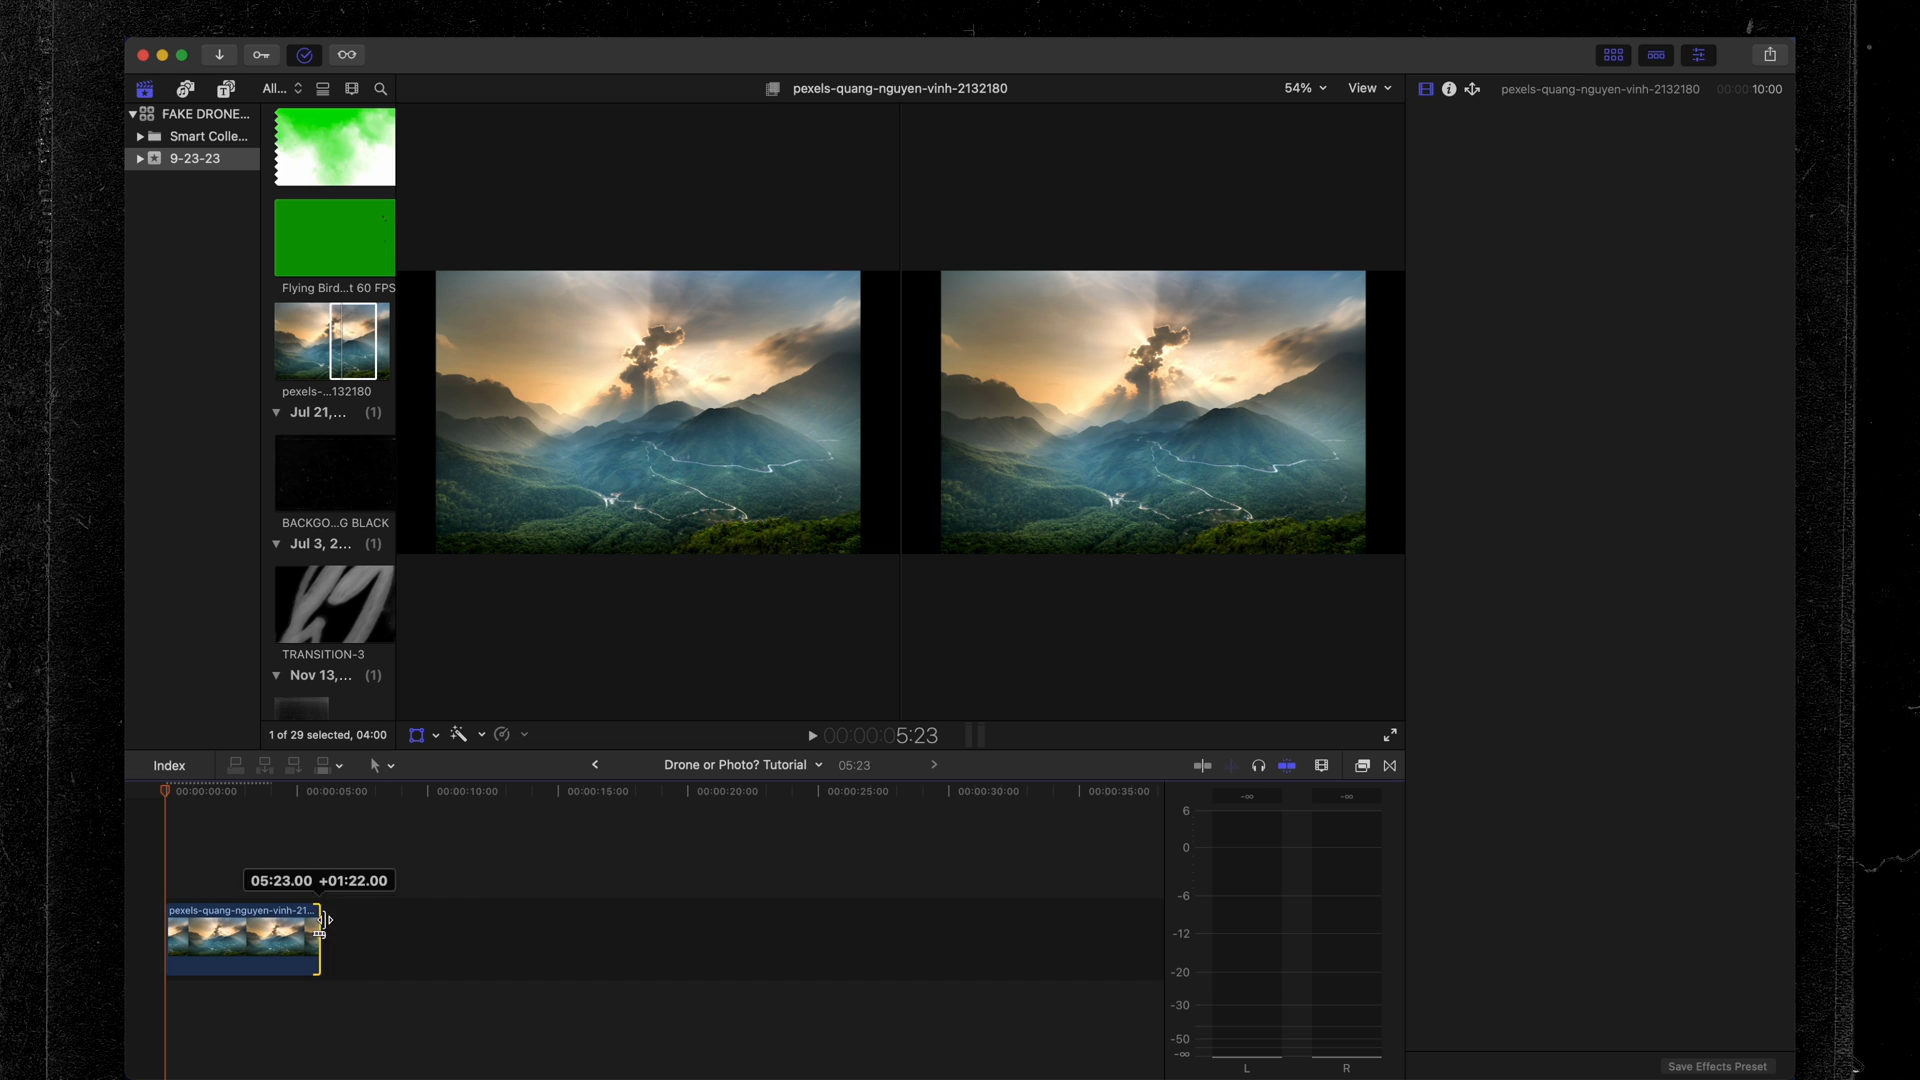 All...
pexels-quang-nguyen-vinh-2132180
54%
View
pexels-quang-nguyen-vinh-2132180
00:00:10:00
FAKE DRONE...
Smart Colle...
9-23-23
Flying Bird...t 60 FPS
pexels-...132180
Jul 21,... (1)
BACKGO...G BLACK
Jul 3, 2... (1)
TRANSITION-3
Nov 13,... (1)
1 of 29 selected, 04:00
00:00:05:23
Index
Drone or Photo? Tutorial
05:23
00:00:00:00
00:00:05:00
00:00:10:00
00:00:15:00
00:00:20:00
00:00:25:00
00:00:30:00
00:00:35:00
05:23.00 +01:22.00
pexels-quang-nguyen-vinh-21...
-∞
-∞
6
0
-6
-12
-20
-30
-50
-∞
L
R
Save Effects Preset